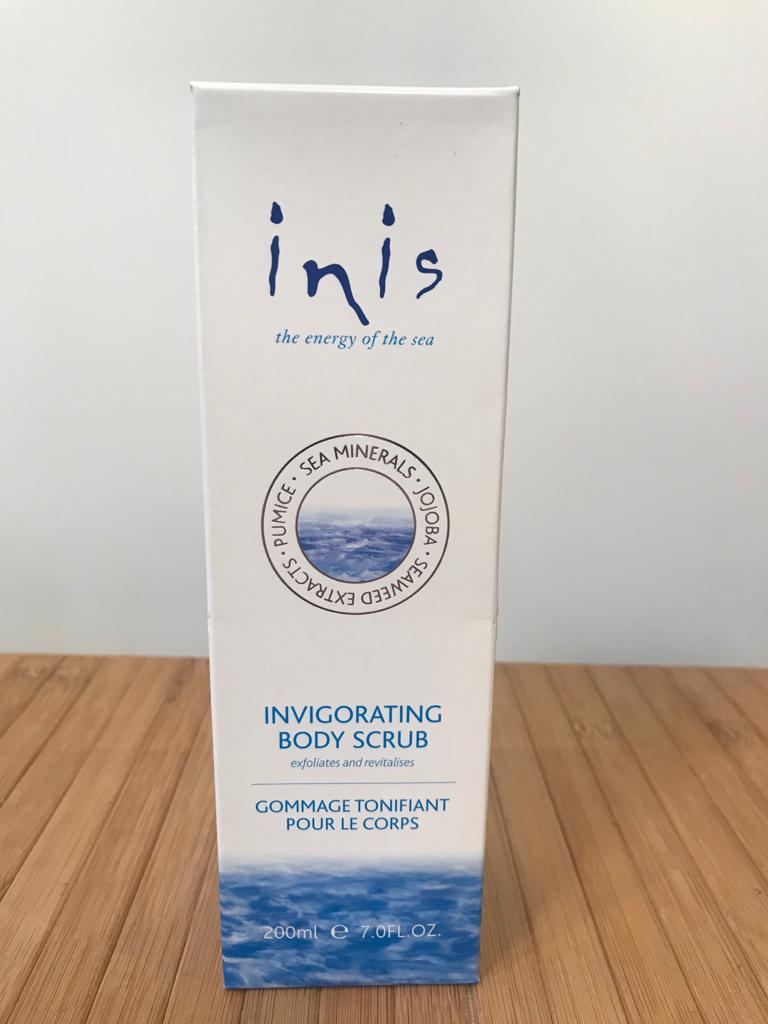 inis
the energy of the sea
SEA MINERALS · JOJOBA · SEAWEED EXTRACTS · PUMICE ·
INVIGORATING
BODY SCRUB
exfoliates and revitalises
GOMMAGE TONIFIANT
POUR LE CORPS
200ml ℮ 7.0FL.OZ.